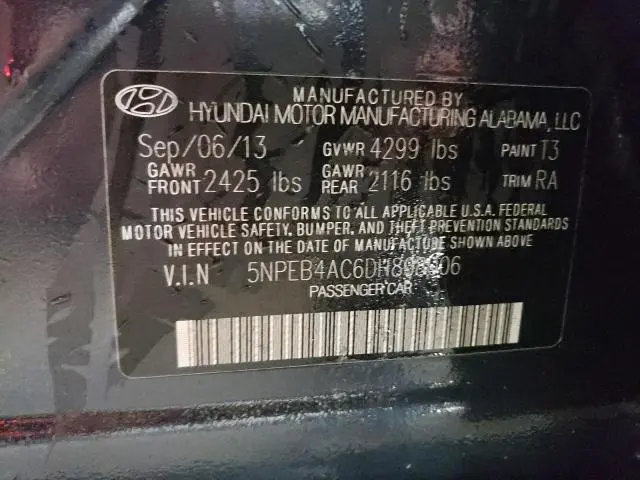 MANUFACTURED BY
HYUNDAI MOTOR MANUFACTURING ALABAMA, LLC
Sep/06/13 GVWR 4299 lbs PAINT T3
GAWR FRONT 2425 lbs GAWR REAR 2116 lbs TRIM RA
THIS VEHICLE CONFORMS TO ALL APPLICABLE U.S.A. FEDERAL
MOTOR VEHICLE SAFETY, BUMPER, AND THEFT PREVENTION STANDARDS
IN EFFECT ON THE DATE OF MANUFACTURE SHOWN ABOVE.
V.I.N
PASSENGER CAR